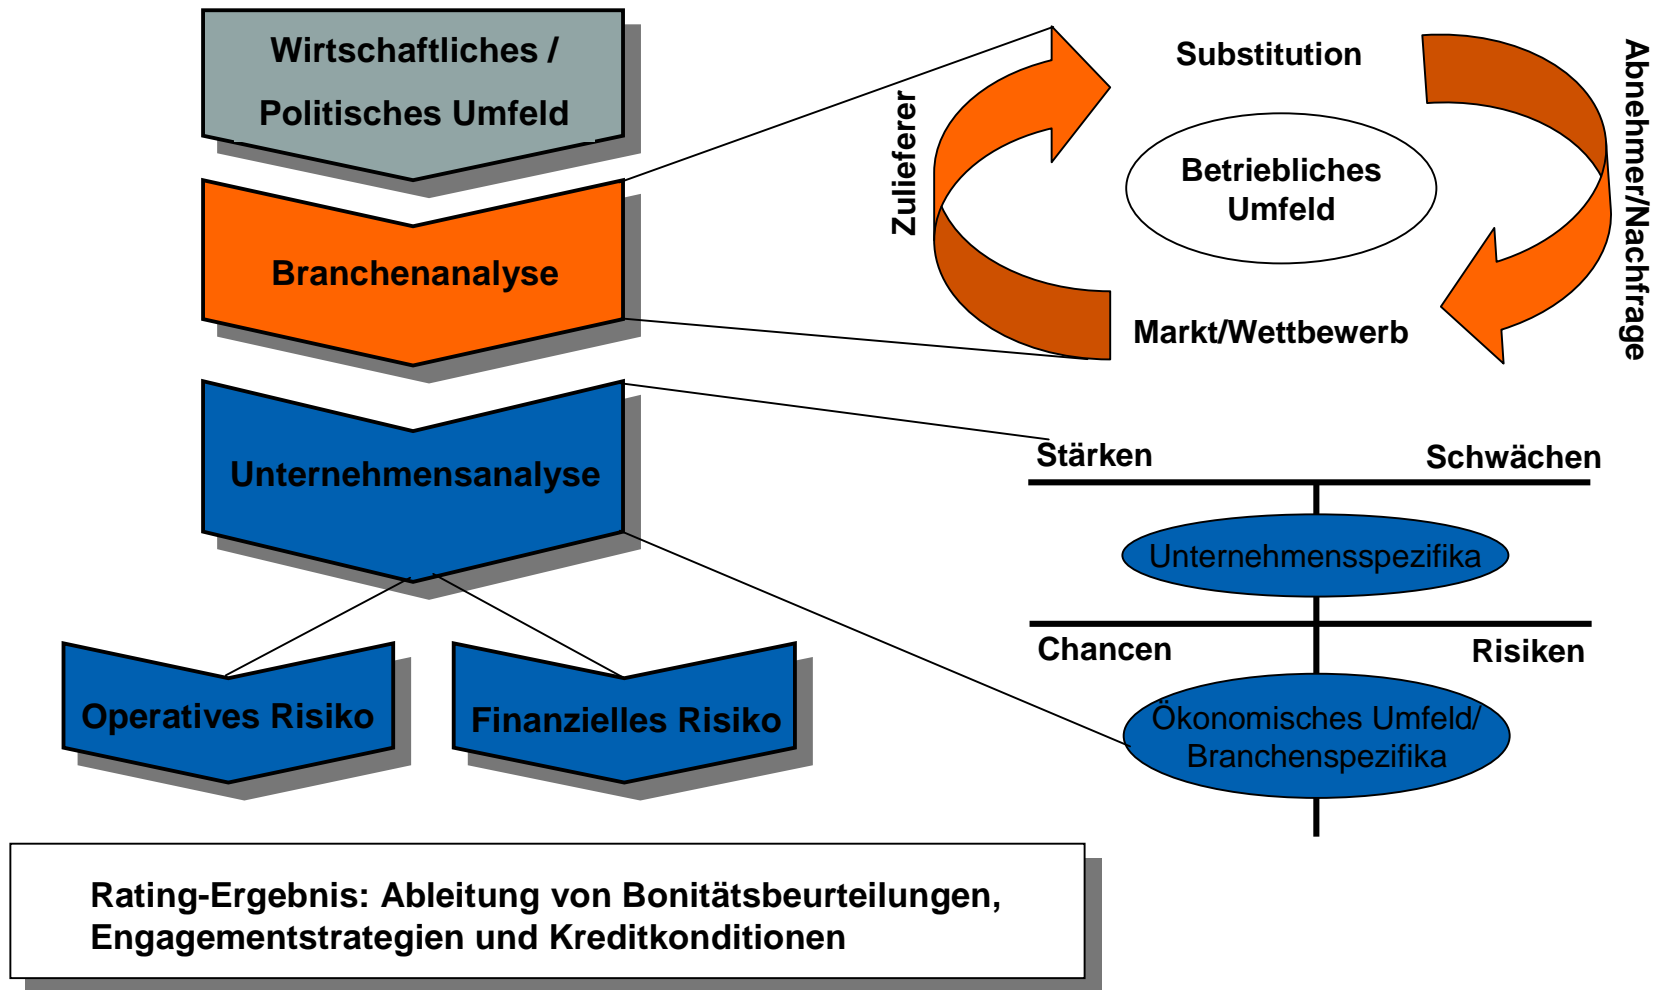 Wirtschaftliches /
Politisches Umfeld
Branchenanalyse
Unternehmensanalyse
Operatives Risiko
Finanzielles Risiko
Zulieferer
Substitution
Betriebliches
Umfeld
Markt/Wettbewerb
Abnehmer/Nachfrage
Stärken
Schwächen
Unternehmensspezifika
Chancen
Risiken
Ökonomisches Umfeld/
Branchenspezifika
Rating-Ergebnis: Ableitung von Bonitätsbeurteilungen,
Engagementstrategien und Kreditkonditionen